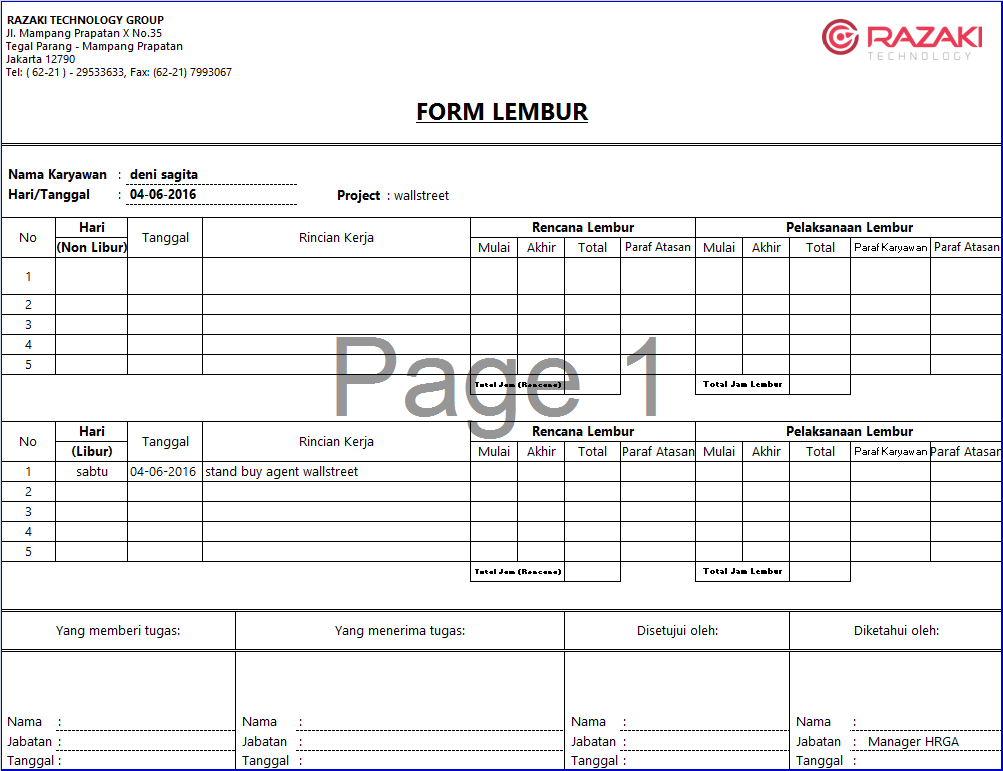 RAZAKI TECHNOLOGY GROUP
Jl. Mampang Prapatan X No.35
Tegal Parang - Mampang Prapatan
Jakarta 12790
Tel: ( 62-21 ) - 29533633, Fax: (62-21) 7993067
RAZAKI
TECHNOLOGY
FORM LEMBUR
Nama Karyawan : deni sagita
Hari/Tanggal : 04-06-2016 Project : wallstreet
No Hari (Non Libur) Tanggal Rincian Kerja Rencana Lembur Pelaksanaan Lembur
Mulai Akhir Total Paraf Atasan Mulai Akhir Total Paraf Karyawan Paraf Atasan
1
2
3
4
5
Total Jam (Rencana) Total Jam Lembur
Page 1
No Hari (Libur) Tanggal Rincian Kerja Rencana Lembur Pelaksanaan Lembur
Mulai Akhir Total Paraf Atasan Mulai Akhir Total Paraf Karyawan Paraf Atasan
1 sabtu 04-06-2016 stand buy agent wallstreet
2
3
4
5
Total Jam (Rencana) Total Jam Lembur
Yang memberi tugas: Yang menerima tugas: Disetujui oleh: Diketahui oleh:
Nama : Nama : Nama : Nama :
Jabatan : Jabatan : Jabatan : Jabatan : Manager HRGA
Tanggal : Tanggal : Tanggal : Tanggal :